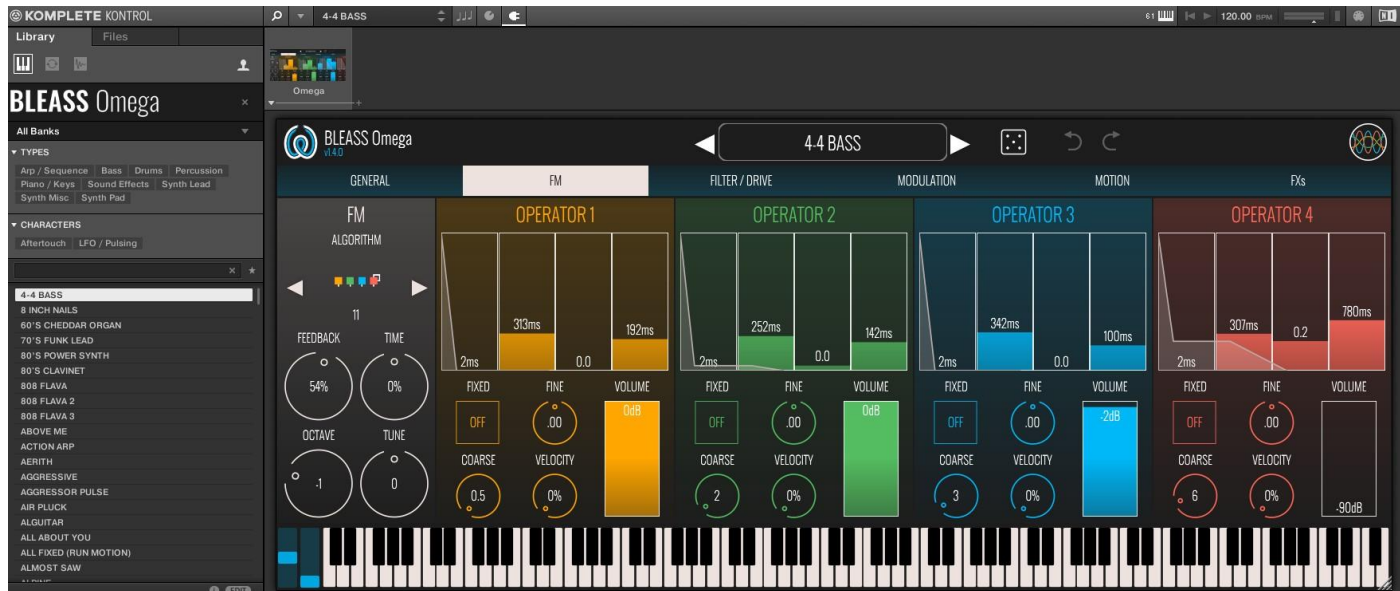 KOMPLETE KONTROL
4-4 BASS
61
120.00 BPM
Library Files
BLEASS Omega
All Banks
TYPES
Arp / Sequence Bass Drums Percussion
Piano / Keys Sound Effects Synth Lead
Synth Misc Synth Pad
CHARACTERS
Aftertouch LFO / Pulsing
4-4 BASS
8 INCH NAILS
60'S CHEDDAR ORGAN
70'S FUNK LEAD
80'S POWER SYNTH
80'S CLAVINET
808 FLAVA
808 FLAVA 2
808 FLAVA 3
ABOVE ME
ACTION ARP
AERITH
AGGRESSIVE
AGGRESSOR PULSE
AIR PLUCK
ALGUITAR
ALL ABOUT YOU
ALL FIXED (RUN MOTION)
ALMOST SAW
EDIT
Omega
BLEASS Omega
v1.4.0
4-4 BASS
GENERAL FM FILTER / DRIVE MODULATION MOTION FXs
FM
ALGORITHM
11
FEEDBACK TIME
54% 0%
OCTAVE TUNE
-1 0
OPERATOR 1
2ms 313ms 0.0 192ms
FIXED FINE VOLUME
OFF .00 0dB
COARSE VELOCITY
0.5 0%
OPERATOR 2
2ms 252ms 0.0 142ms
FIXED FINE VOLUME
OFF .00 0dB
COARSE VELOCITY
2 0%
OPERATOR 3
2ms 342ms 0.0 100ms
FIXED FINE VOLUME
OFF .00 -2dB
COARSE VELOCITY
3 0%
OPERATOR 4
2ms 307ms 0.2 780ms
FIXED FINE VOLUME
OFF .00
COARSE VELOCITY
6 0% -90dB